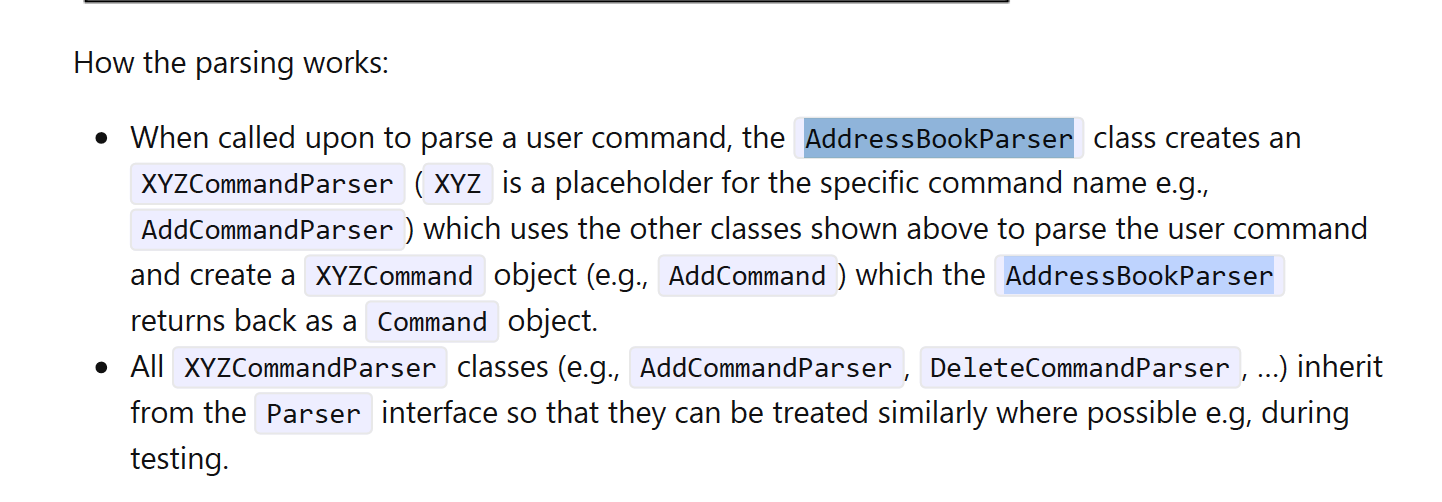 How the parsing works:
• When called upon to parse a user command, the AddressBookParser class creates an
XYZCommandParser (XYZ is a placeholder for the specific command name e.g.,
AddCommandParser) which uses the other classes shown above to parse the user command
and create a XYZCommand object (e.g., AddCommand) which the AddressBookParser
returns back as a Command object.
• All XYZCommandParser classes (e.g., AddCommandParser, DeleteCommandParser, ...) inherit
from the Parser interface so that they can be treated similarly where possible e.g, during
testing.